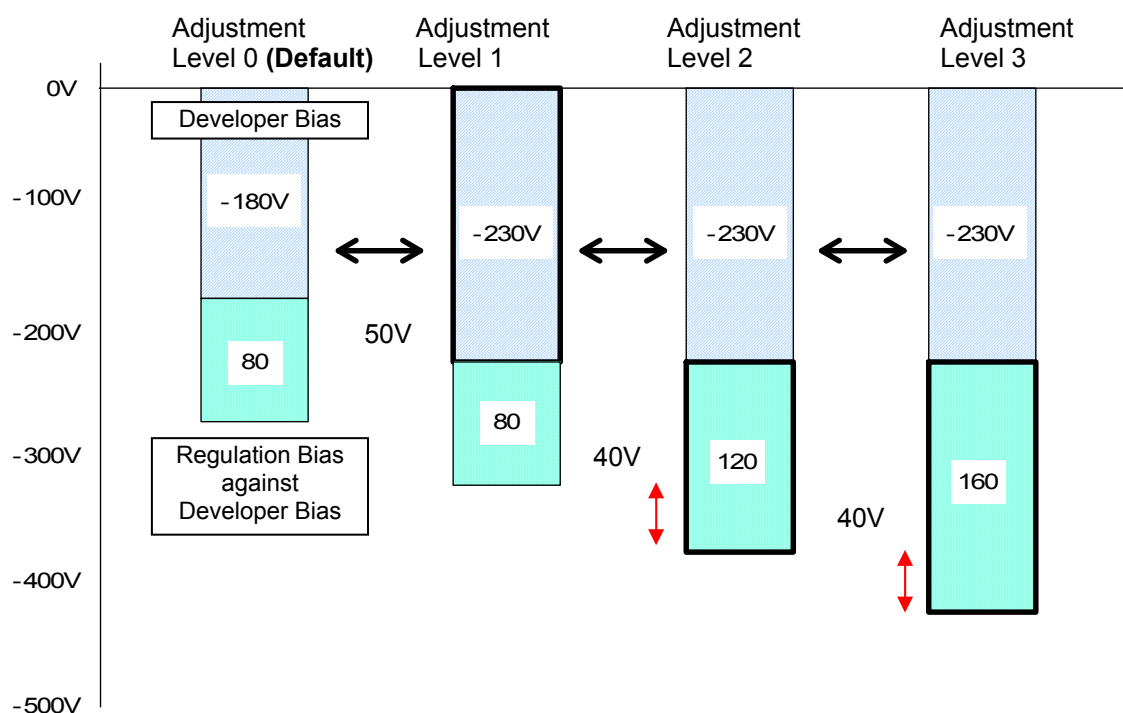 Adjustment
Level 0 (Default)
Adjustment
Level 1
Adjustment
Level 2
Adjustment
Level 3
0V
-100V
-200V
-300V
-400V
-500V
Developer Bias
-180V
80
Regulation Bias
against
Developer Bias
50V
-230V
80
40V
-230V
120
40V
-230V
160